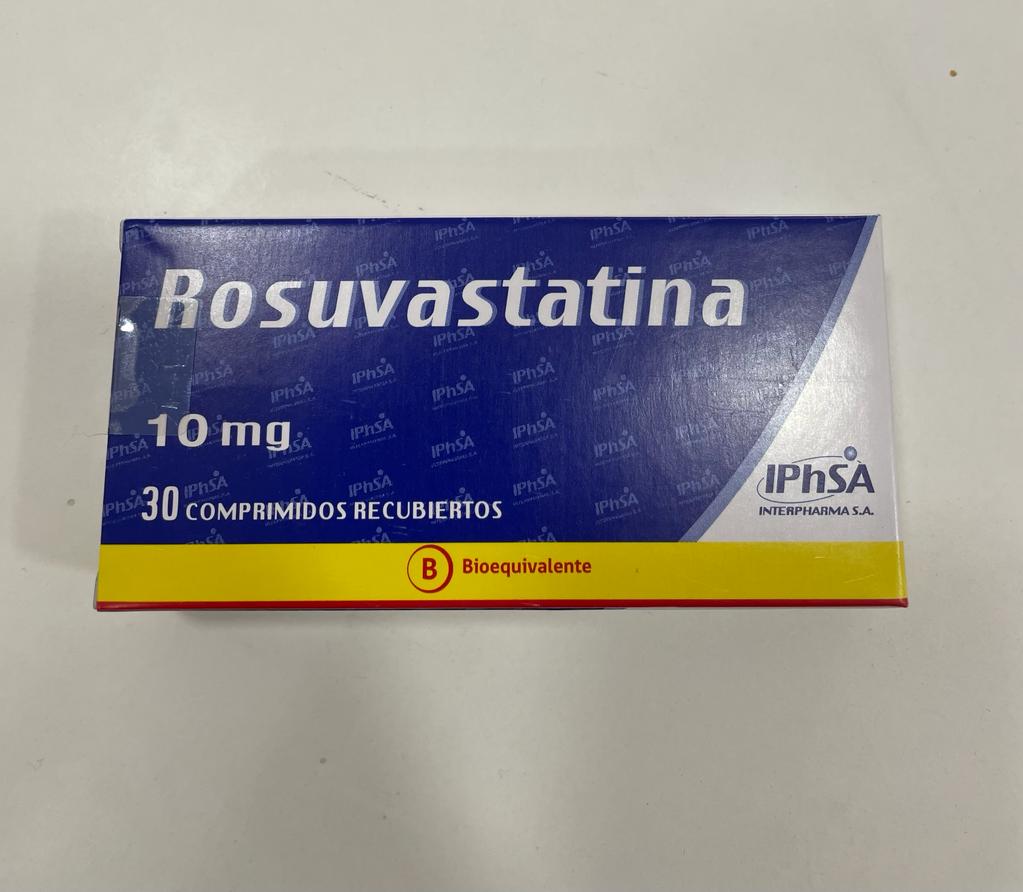 Rosuvastatina
10 mg
30 COMPRIMIDOS RECUBIERTOS
IPhSA
INTERPHARMA S.A.
B Bioequivalente